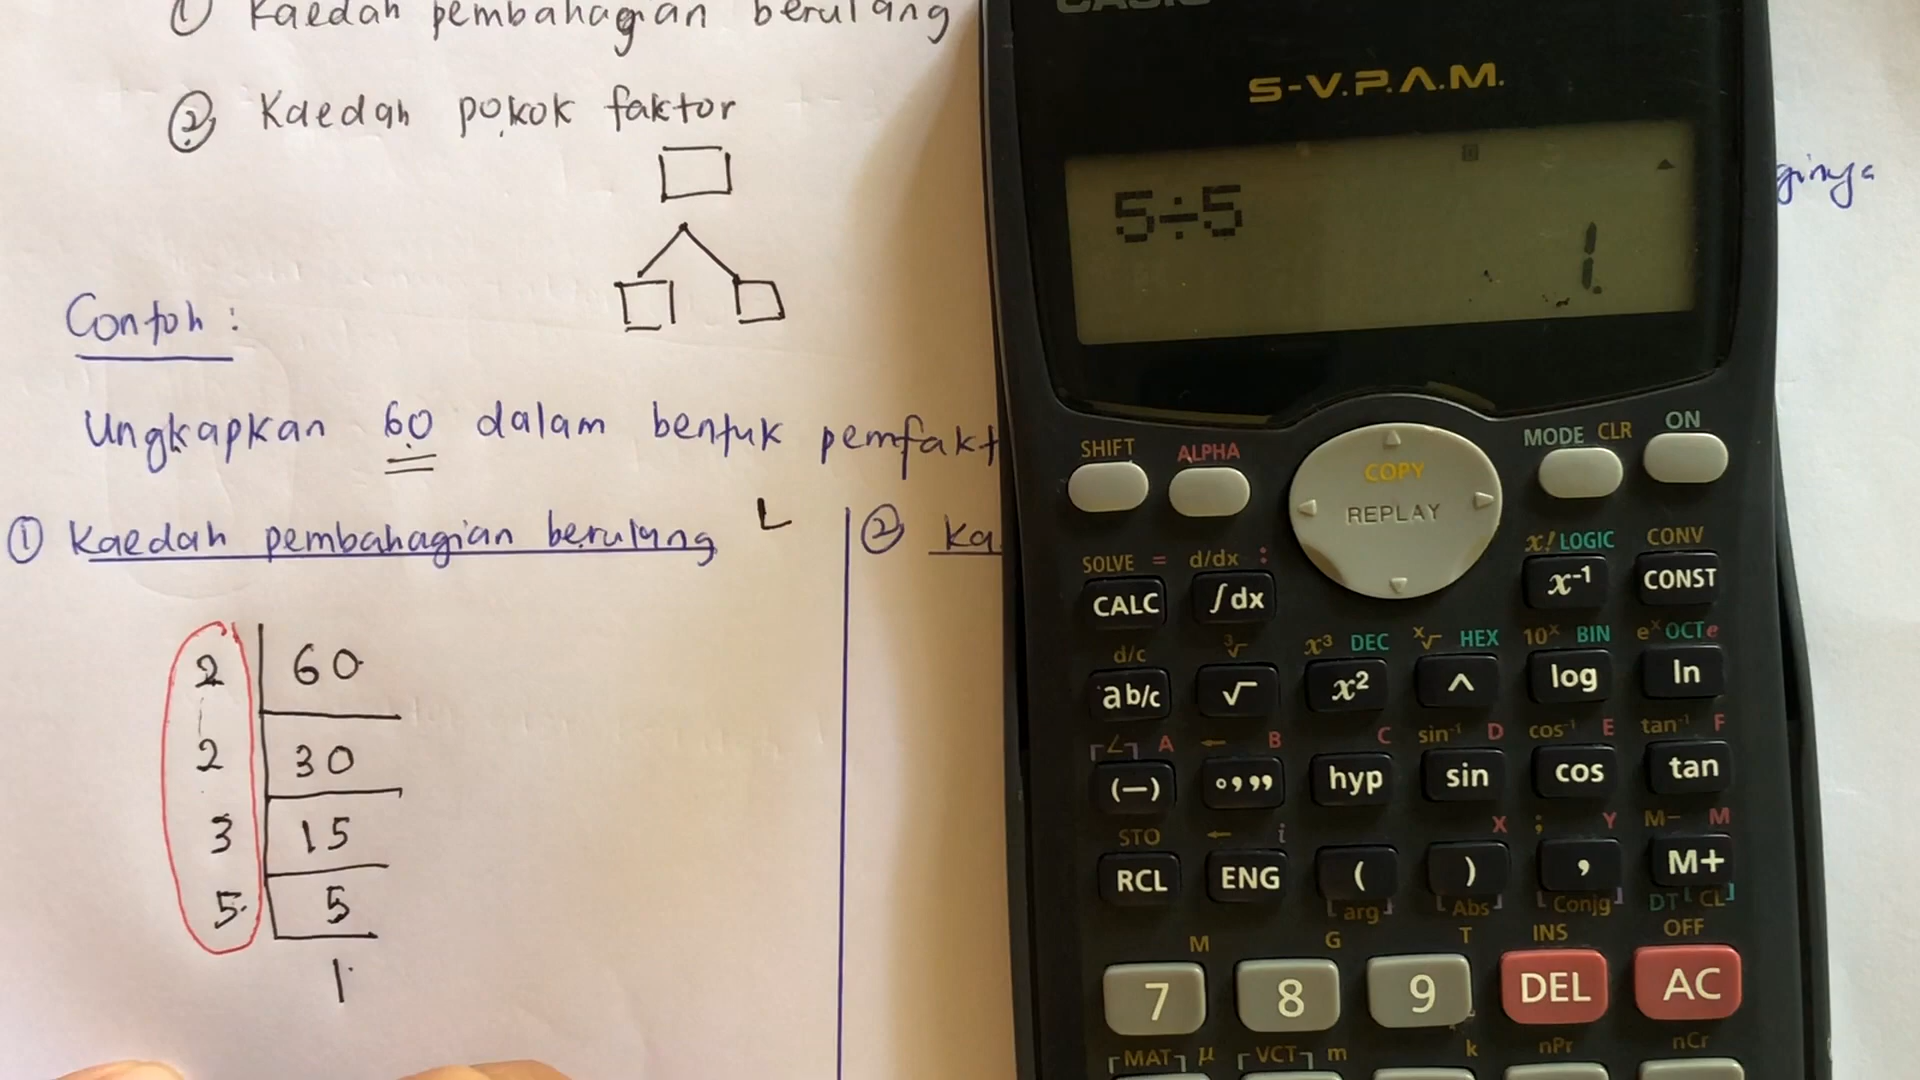 ① Kaedah pembahagian berulang
② Kaedah pokok faktor
Contoh :
Ungkapkan 60 dalam bentuk pemfakt
① Kaedah pembahagian berulang
2 60
2 30
3 15
5 5
1
② Ka
ginya
CASIO
S-V.P.A.M.
5÷5
1.
SHIFT ALPHA MODE CLR ON
COPY
REPLAY
SOLVE = d/dx : x! LOGIC CONV
CALC ∫dx x⁻¹ CONST
d/c ³√ x³ DEC ˣ√ HEX 10ˣ BIN eˣ OCT e
ab/c √ x² ^ log ln
∠ A ← B C sin⁻¹ D cos⁻¹ E tan⁻¹ F
(−) °,,, hyp sin cos tan
STO ← i X ; Y M− M
RCL ENG ( ) , M+
arg Abs Conjg DT CL
M G T INS OFF
7 8 9 DEL AC
MAT μ VCT m k nPr nCr